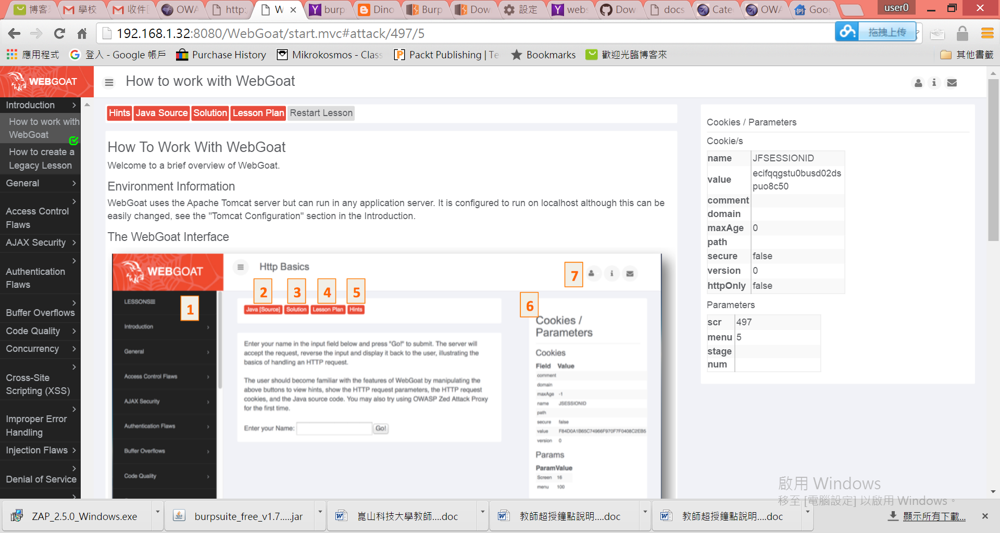 博客 學校 收件 OWA http: W burp Dino Burp Dow 設定 webs Dow docs Cate OWA Goo user0
192.168.1.32:8080/WebGoat/start.mvc#attack/497/5 拖拽上传
應用程式 登入 - Google 帳戶 Purchase History Mikrokosmos - Class Packt Publishing | Te Bookmarks 歡迎光臨博客來 其他書籤
WEBGOAT
How to work with WebGoat
Introduction
How to work with
WebGoat
How to create a
Legacy Lesson
General
Access Control
Flaws
AJAX Security
Authentication
Flaws
Buffer Overflows
Code Quality
Concurrency
Cross-Site
Scripting (XSS)
Improper Error
Handling
Injection Flaws
Denial of Service
Hints Java Source Solution Lesson Plan Restart Lesson
How To Work With WebGoat
Welcome to a brief overview of WebGoat.
Environment Information
WebGoat uses the Apache Tomcat server but can run in any application server. It is configured to run on localhost although this can be
easily changed, see the "Tomcat Configuration" section in the Introduction.
The WebGoat Interface
WEBGOAT
Http Basics
7
2 3 4 5
Java [Source] Solution Lesson Plan Hints
LESSONS
1
Introduction
General
Access Control Flaws
AJAX Security
Authentication Flaws
Buffer Overflows
Code Quality
Enter your name in the input field below and press "Go!" to submit. The server will
accept the request, reverse the input and display it back to the user, illustrating the
basics of handling an HTTP request.
The user should become familiar with the features of WebGoat by manipulating the
above buttons to view hints, show the HTTP request parameters, the HTTP request
cookies, and the Java source code. You may also try using OWASP Zed Attack Proxy
for the first time.
Enter your Name: Go!
6
Cookies /
Parameters
Cookies
Field Value
comment
domain
maxAge -1
name JSESSIONID
path
secure false
value F84D0A1B65C74966F970F7F0408C2EB5
version 0
Params
ParamValue
Screen 16
menu 100
Cookies / Parameters
Cookie/s
name JFSESSIONID
value ecifqqgstu0busd02ds
puo8c50
comment
domain
maxAge 0
path
secure false
version 0
httpOnly false
Parameters
scr 497
menu 5
stage
num
啟用 Windows
移至 [電腦設定] 以啟用 Windows。
ZAP_2.5.0_Windows.exe burpsuite_free_v1.7.....jar 崑山科技大學教師....doc 教師超授鐘點說明....doc 教師超授鐘點說明....doc 顯示所有下載...